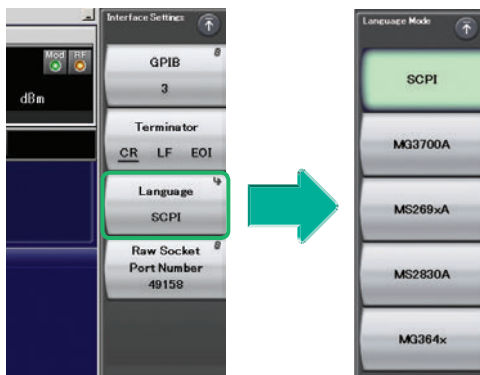 Interface Settings
Mod RF
dBm
GPIB
3
Terminator
CR LF EOI
Language
SCPI
Raw Socket
Port Number
49158
Language Mode
SCPI
MG3700A
MS269xA
MS2830A
MG364x